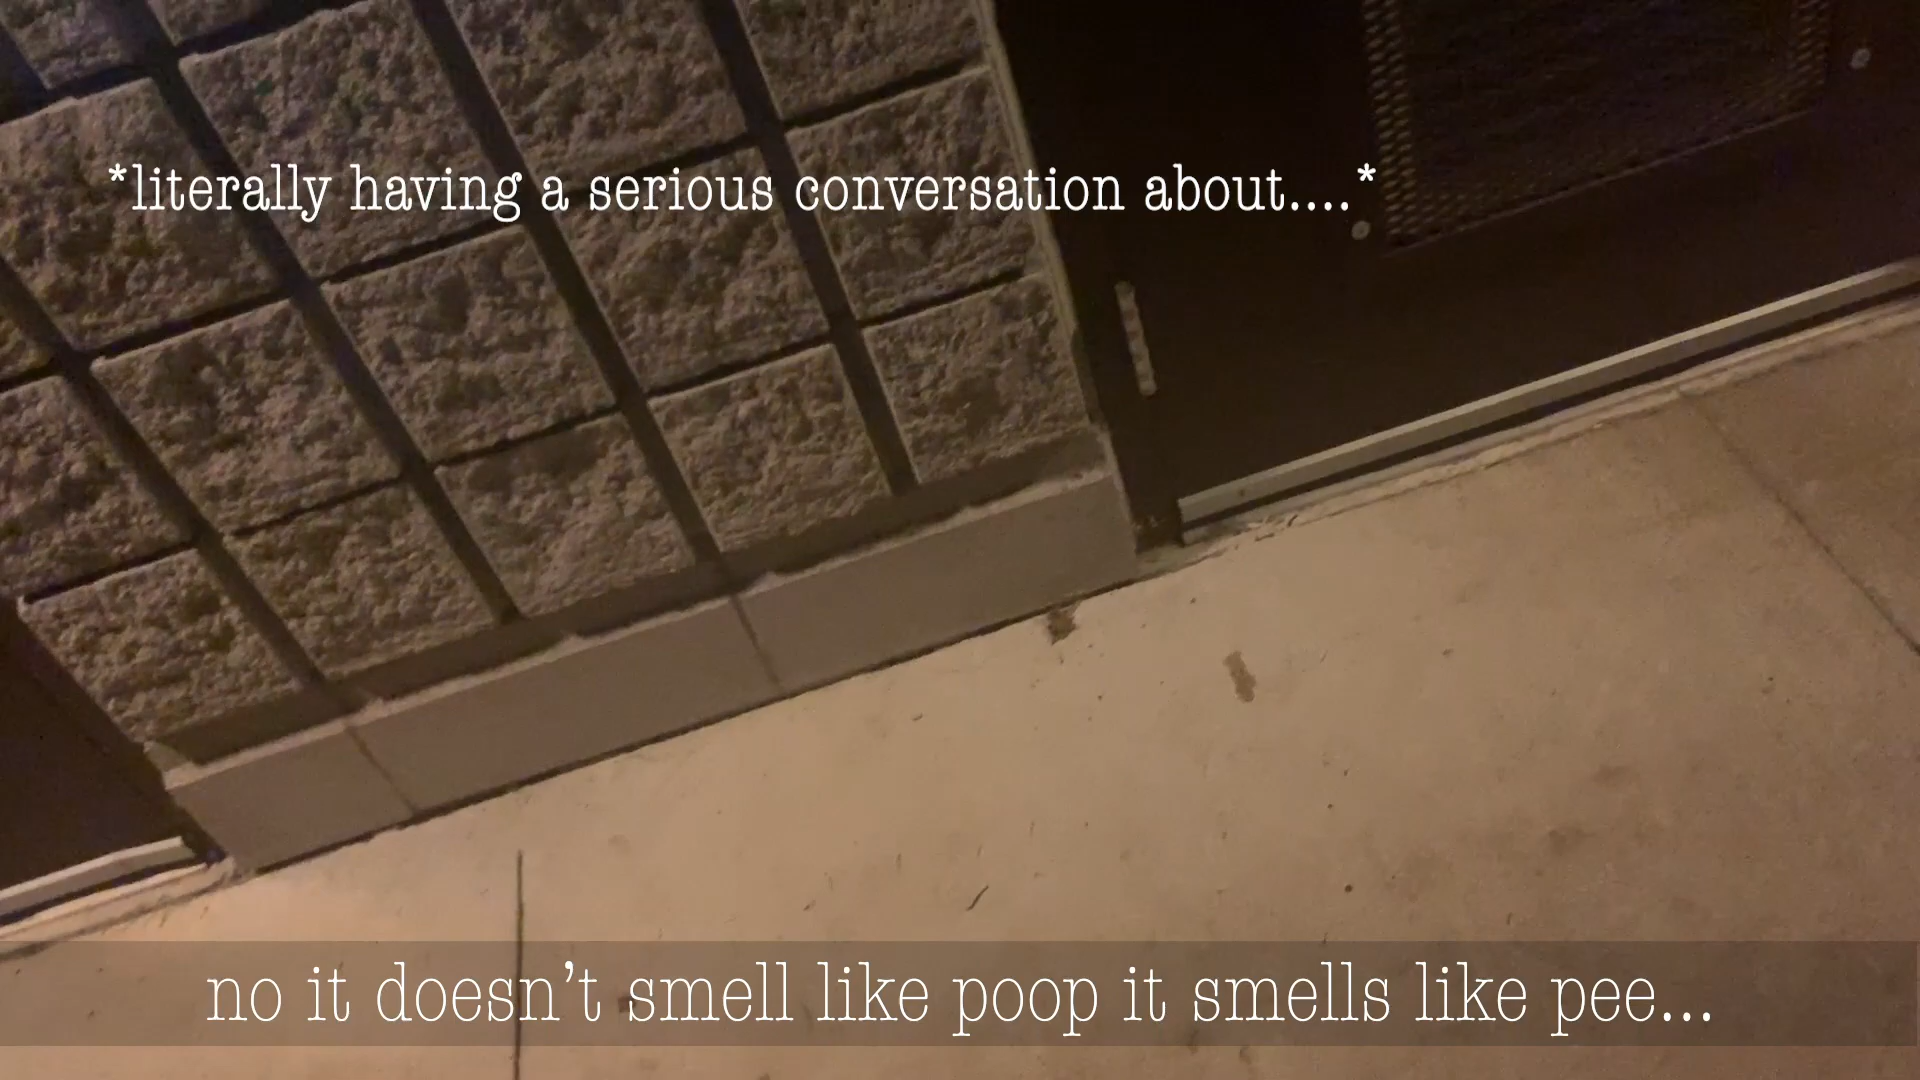 *literally having a serious conversation about....*
no it doesn't smell like poop it smells like pee...